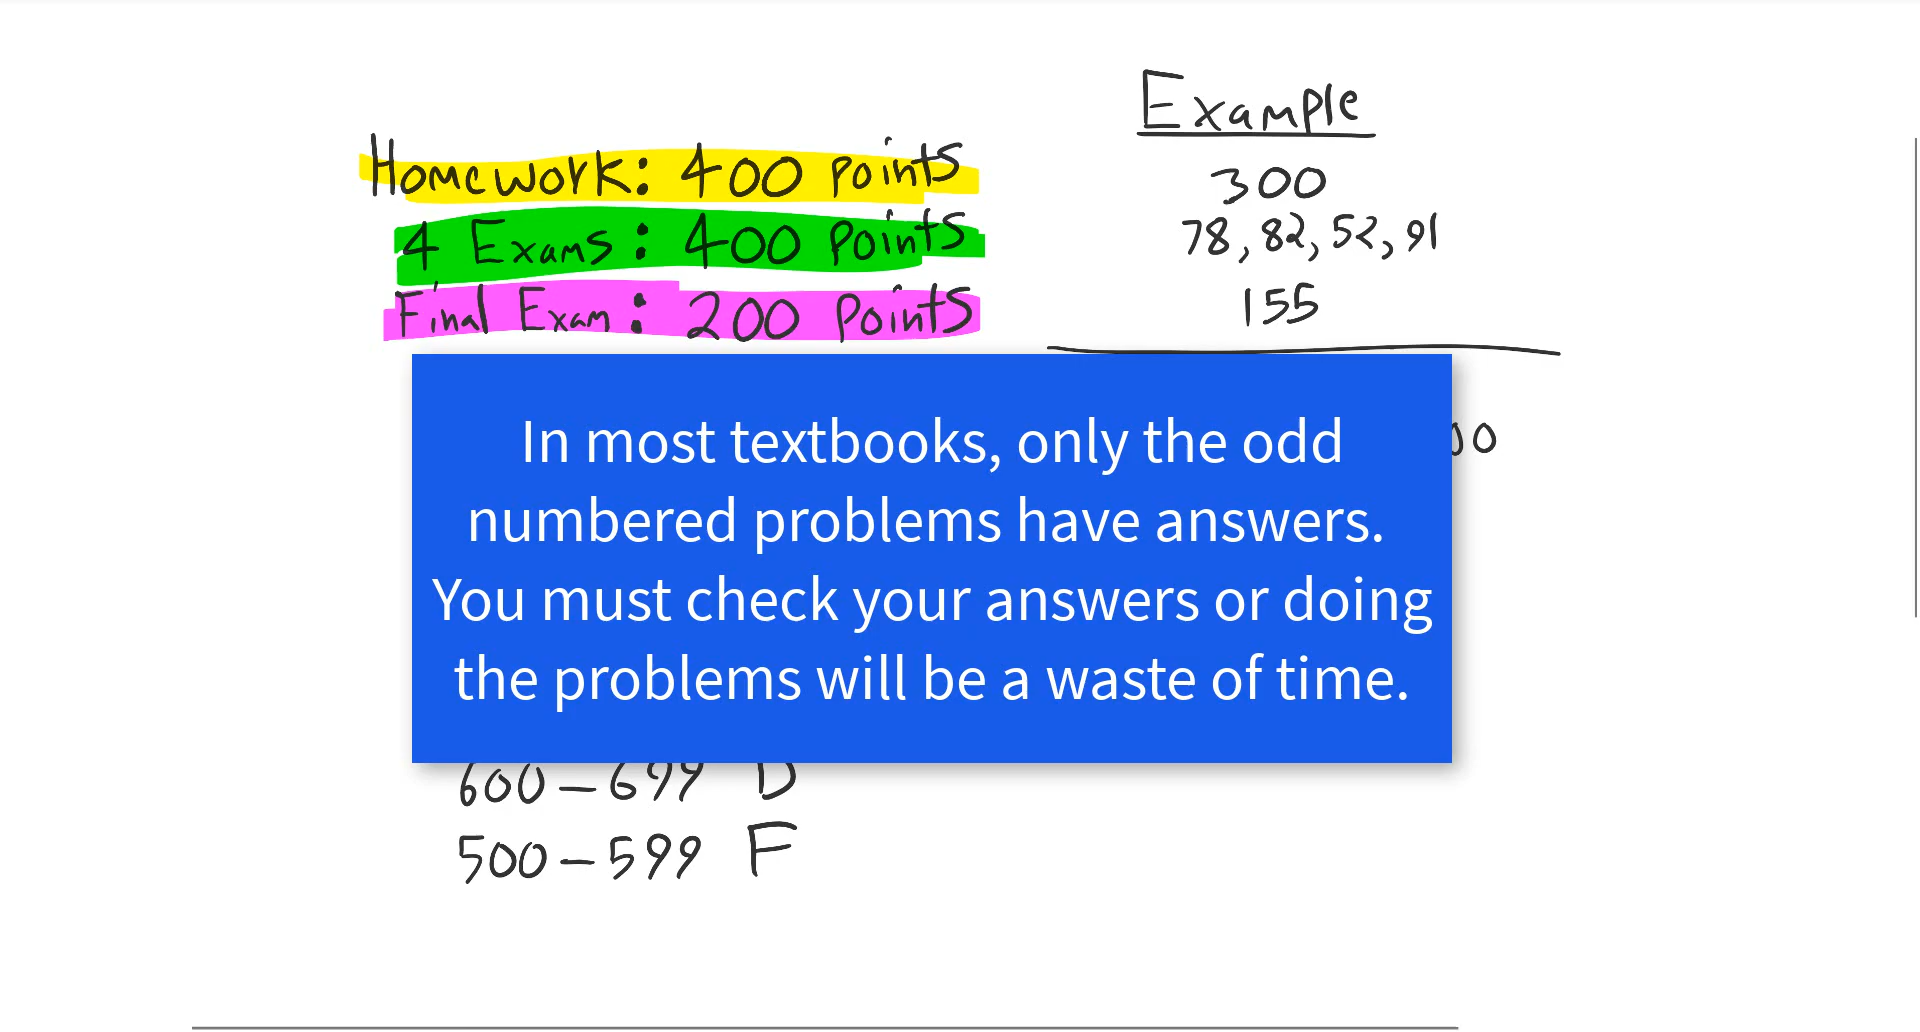 Example
Homework: 400 points 300
4 Exams: 400 Points 78, 82, 52, 91
Final Exam: 200 Points 155
00
In most textbooks, only the odd
numbered problems have answers.
You must check your answers or doing
the problems will be a waste of time.
600-699 D
500-599 F